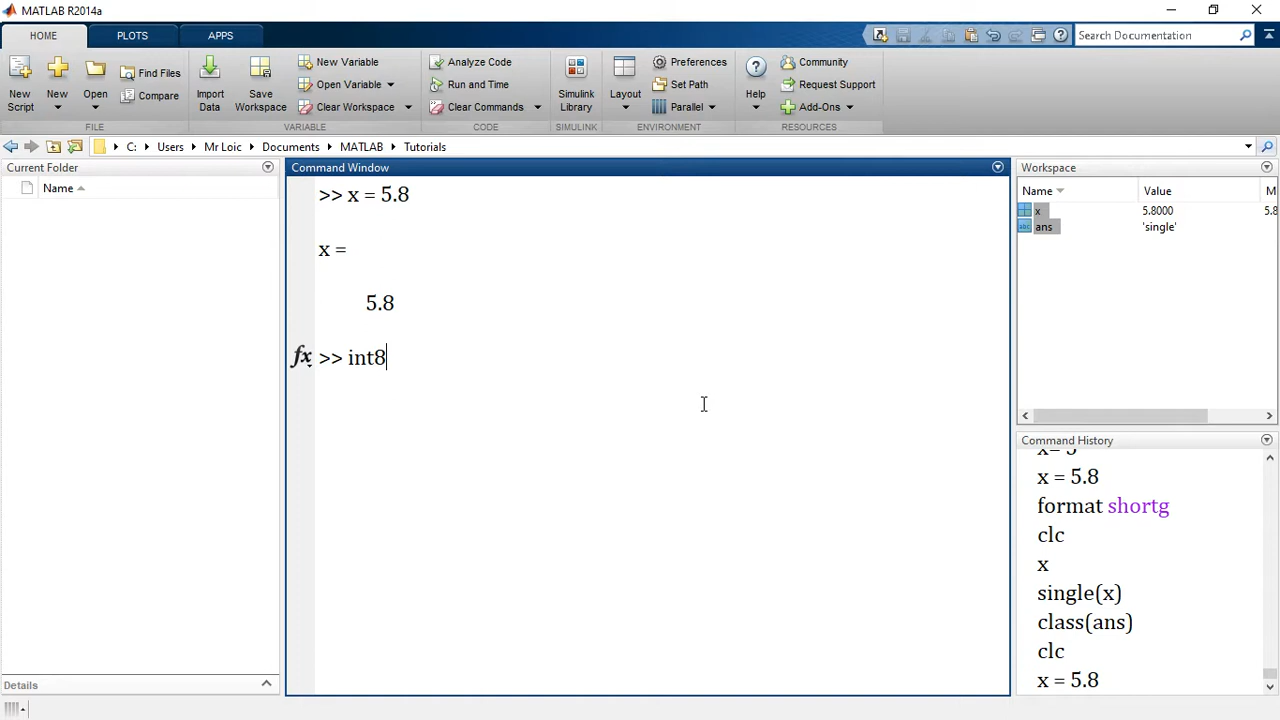 MATLAB R2014a
HOME PLOTS APPS
Search Documentation
New Script
New
Open
Find Files
Compare
FILE
Import Data
Save Workspace
New Variable
Open Variable
Clear Workspace
VARIABLE
Analyze Code
Run and Time
Clear Commands
CODE
Simulink Library
SIMULINK
Layout
Preferences
Set Path
Parallel
ENVIRONMENT
Help
Community
Request Support
Add-Ons
RESOURCES
C: Users Mr Loic Documents MATLAB Tutorials
Current Folder
Name
Details
Command Window
>> x = 5.8
x =
5.8
fx >> int8
Workspace
Name Value M
x 5.8000 5.8
abc ans 'single'
Command History
x= 5
x = 5.8
format shortg
clc
x
single(x)
class(ans)
clc
x = 5.8